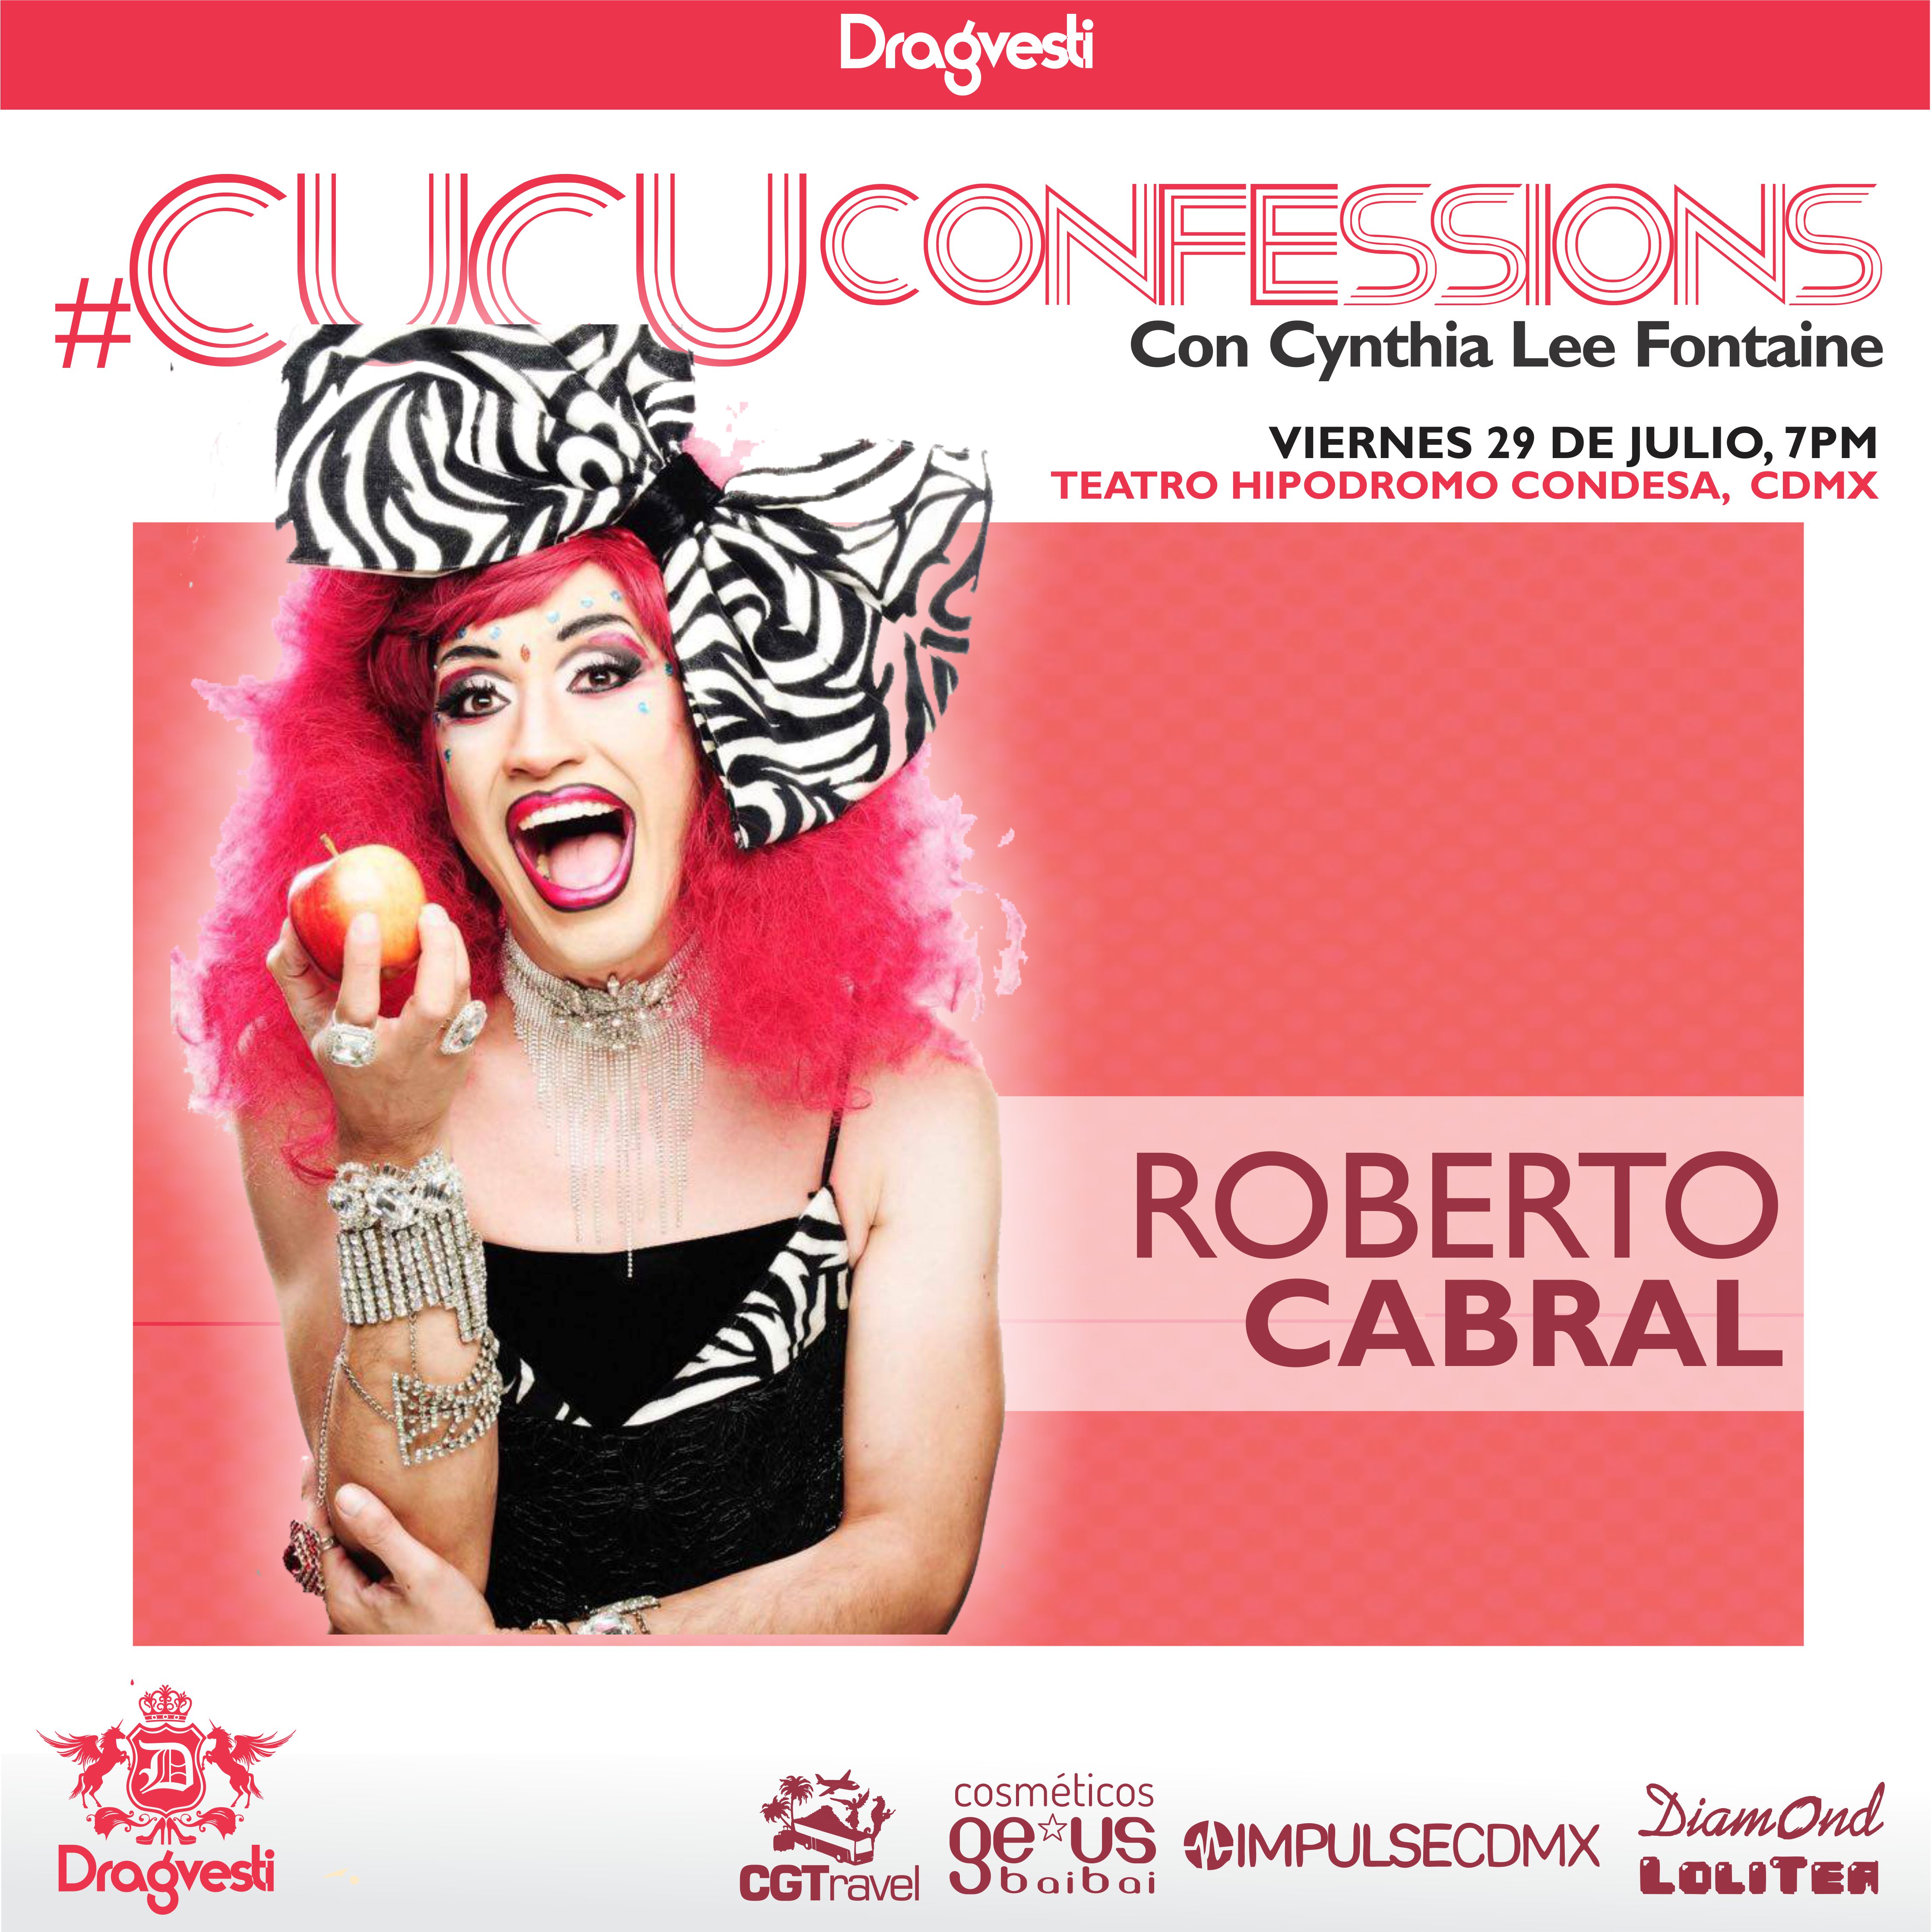 Dragvesti
#CUCUCONFESSIONS
Con Cynthia Lee Fontaine
VIERNES 29 DE JULIO, 7PM
TEATRO HIPODROMO CONDESA, CDMX
ROBERTO
CABRAL
D
Dragvesti
CGTravel
cosméticos
ge☆us
baibai
IMPULSECDMX
DiamOnd
LOLITEA